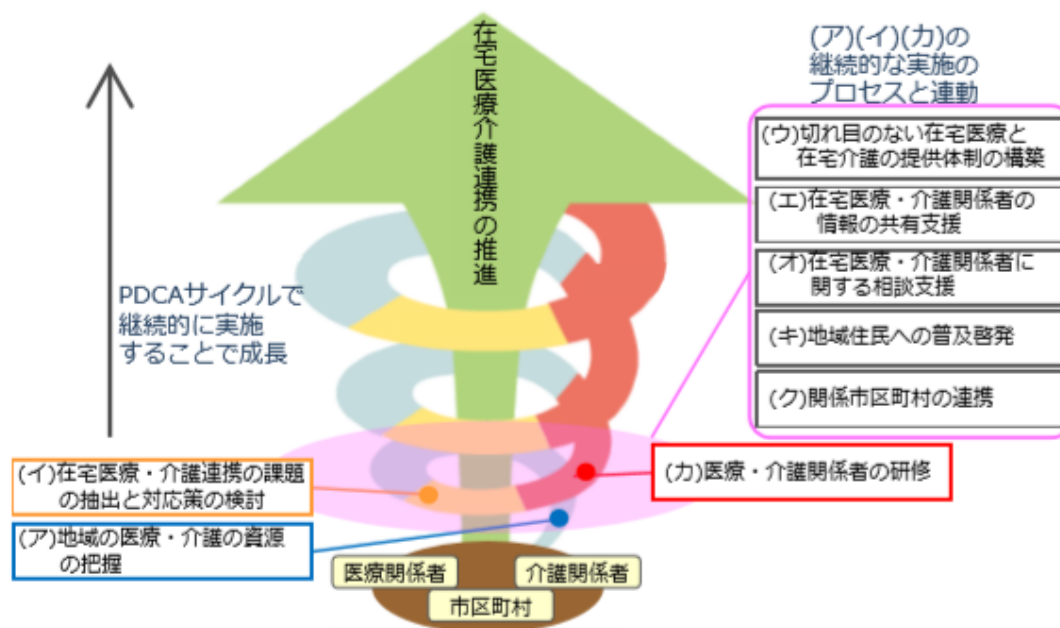 在宅医療介護連携の推進
(ア)(イ)(カ)の
継続的な実施の
プロセスと連動
(ウ)切れ目のない在宅医療と
在宅介護の提供体制の構築
(エ)在宅医療・介護関係者の
情報の共有支援
(オ)在宅医療・介護関係者に
関する相談支援
(キ)地域住民への普及啓発
(ク)関係市区町村の連携
PDCAサイクルで
継続的に実施
することで成長
(イ)在宅医療・介護連携の課題
の抽出と対応策の検討
(カ)医療・介護関係者の研修
(ア)地域の医療・介護の資源
の把握
医療関係者
介護関係者
市区町村